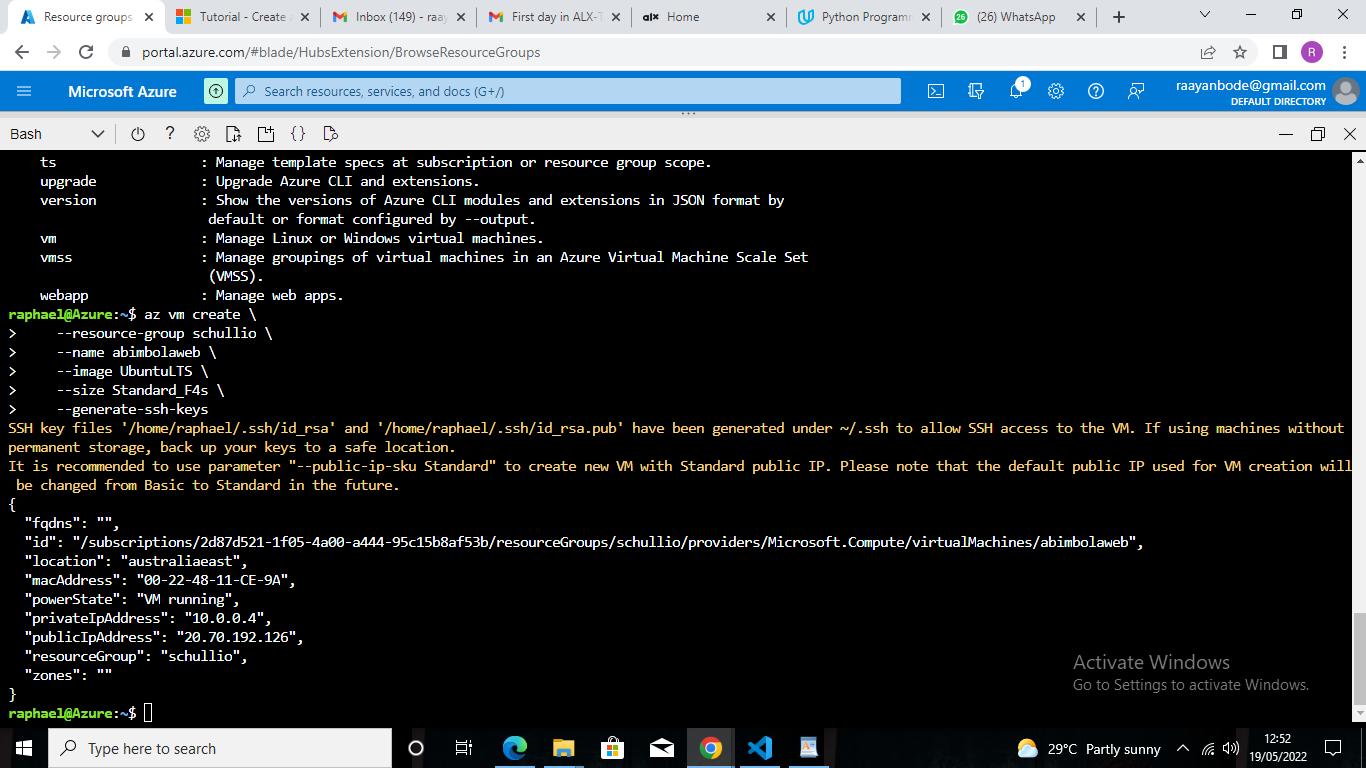 Resource groups
Tutorial - Create
Inbox (149) - raay
First day in ALX-T
alx Home
Python Program
26 (26) WhatsApp
portal.azure.com/#blade/HubsExtension/BrowseResourceGroups
R
Microsoft Azure
Search resources, services, and docs (G+/)
1
raayanbode@gmail.com
DEFAULT DIRECTORY
Bash
?
{}
ts : Manage template specs at subscription or resource group scope.
upgrade : Upgrade Azure CLI and extensions.
version : Show the versions of Azure CLI modules and extensions in JSON format by
default or format configured by --output.
vm : Manage Linux or Windows virtual machines.
vmss : Manage groupings of virtual machines in an Azure Virtual Machine Scale Set
(VMSS).
webapp : Manage web apps.
raphael@Azure:~$ az vm create \
> --resource-group schullio \
> --name abimbolaweb \
> --image UbuntuLTS \
> --size Standard_F4s \
> --generate-ssh-keys
SSH key files '/home/raphael/.ssh/id_rsa' and '/home/raphael/.ssh/id_rsa.pub' have been generated under ~/.ssh to allow SSH access to the VM. If using machines without
permanent storage, back up your keys to a safe location.
It is recommended to use parameter "--public-ip-sku Standard" to create new VM with Standard public IP. Please note that the default public IP used for VM creation will
be changed from Basic to Standard in the future.
{
"fqdns": "",
"id": "/subscriptions/2d87d521-1f05-4a00-a444-95c15b8af53b/resourceGroups/schullio/providers/Microsoft.Compute/virtualMachines/abimbolaweb",
"location": "australiaeast",
"macAddress": "00-22-48-11-CE-9A",
"powerState": "VM running",
"privateIpAddress": "10.0.0.4",
"publicIpAddress": "20.70.192.126",
"resourceGroup": "schullio",
"zones": ""
}
raphael@Azure:~$
Activate Windows
Go to Settings to activate Windows.
Type here to search
29°C Partly sunny
12:52
19/05/2022